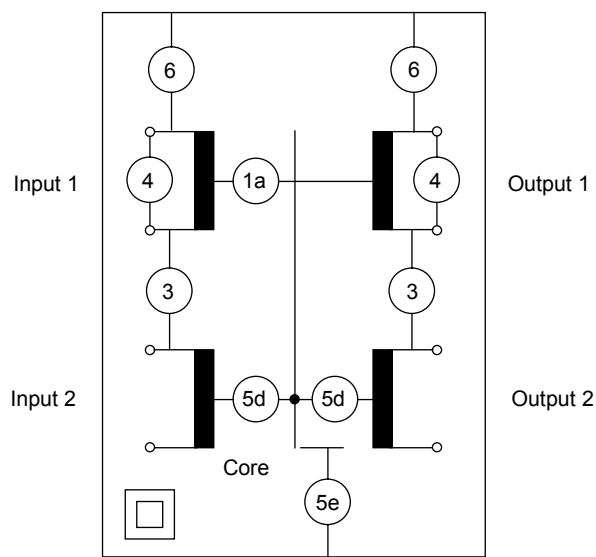 6 6
Input 1 4 1a 4 Output 1
3 3
Input 2 5d 5d Output 2
Core
5e